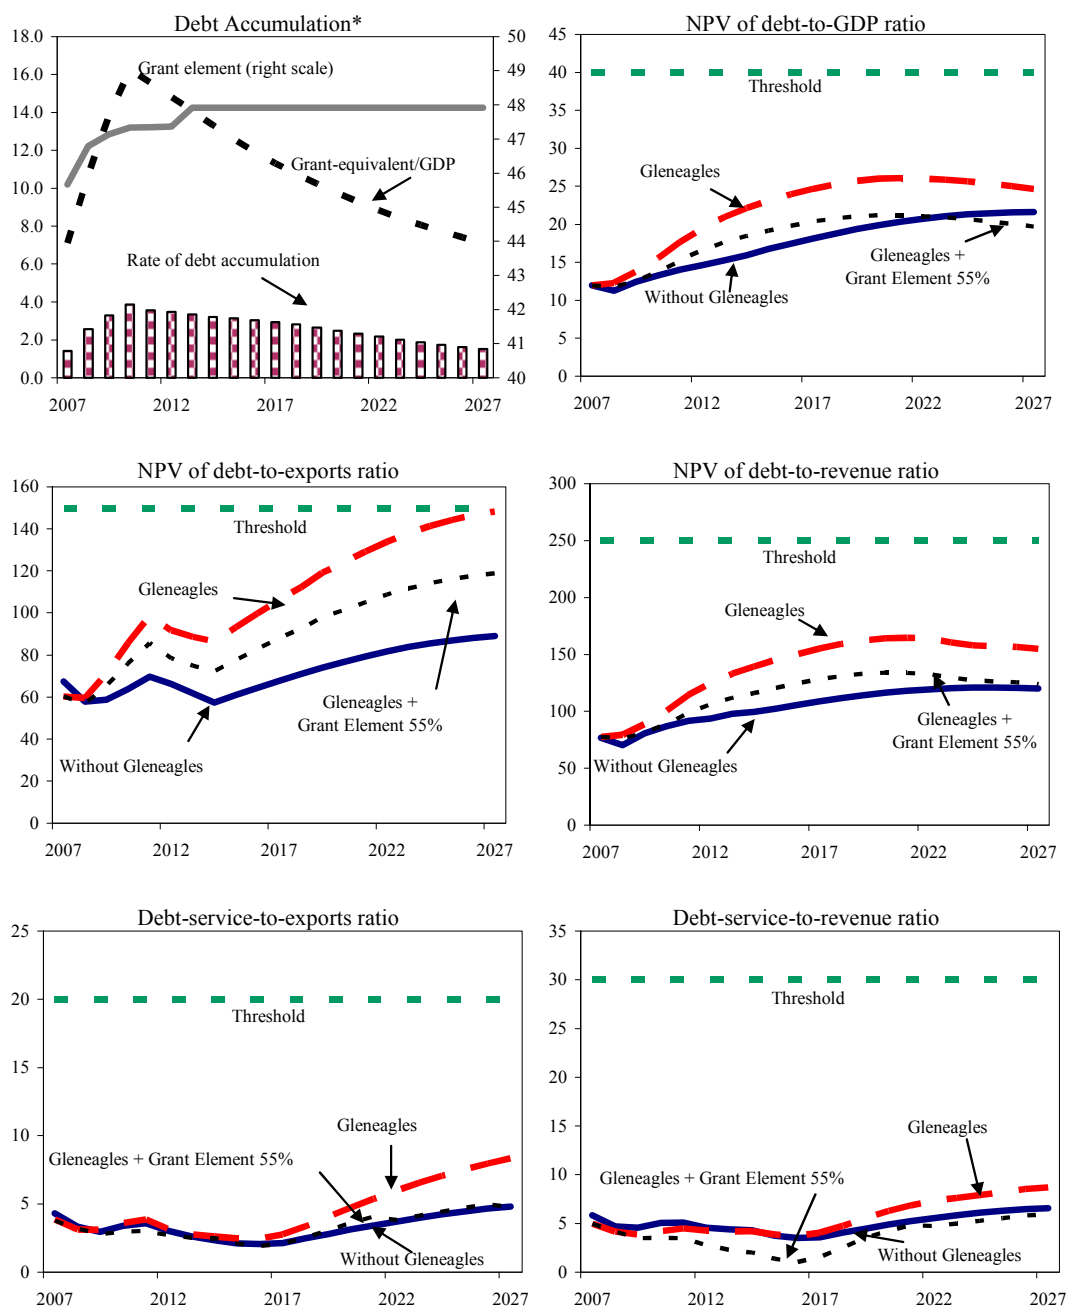 Debt Accumulation*
18.0
16.0
14.0
12.0
10.0
8.0
6.0
4.0
2.0
0.0
50
49
48
47
46
45
44
43
42
41
40
Grant element (right scale)
Grant-equivalent/GDP
Rate of debt accumulation
2007 2012 2017 2022 2027
NPV of debt-to-GDP ratio
45
40
35
30
25
20
15
10
5
0
Threshold
Gleneagles
Gleneagles +
Grant Element 55%
Without Gleneagles
2007 2012 2017 2022 2027
NPV of debt-to-exports ratio
160
140
120
100
80
60
40
20
0
Threshold
Gleneagles
Gleneagles +
Grant Element 55%
Without Gleneagles
2007 2012 2017 2022 2027
NPV of debt-to-revenue ratio
300
250
200
150
100
50
0
Threshold
Gleneagles
Gleneagles +
Grant Element 55%
Without Gleneagles
2007 2012 2017 2022 2027
Debt-service-to-exports ratio
25
20
15
10
5
0
Threshold
Gleneagles
Gleneagles + Grant Element 55%
Without Gleneagles
2007 2012 2017 2022 2027
Debt-service-to-revenue ratio
35
30
25
20
15
10
5
0
Threshold
Gleneagles
Gleneagles + Grant Element 55%
Without Gleneagles
2007 2012 2017 2022 2027